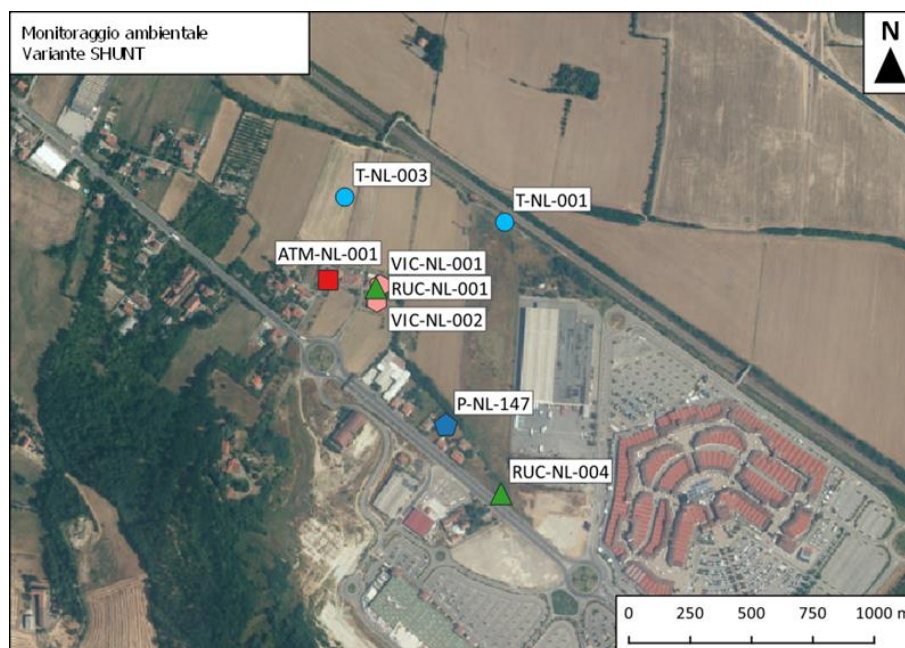 Monitoraggio ambientale
Variante SHUNT
N
T-NL-003
T-NL-001
ATM-NL-001
VIC-NL-001
RUC-NL-001
VIC-NL-002
P-NL-147
RUC-NL-004
0 250 500 750 1000 m